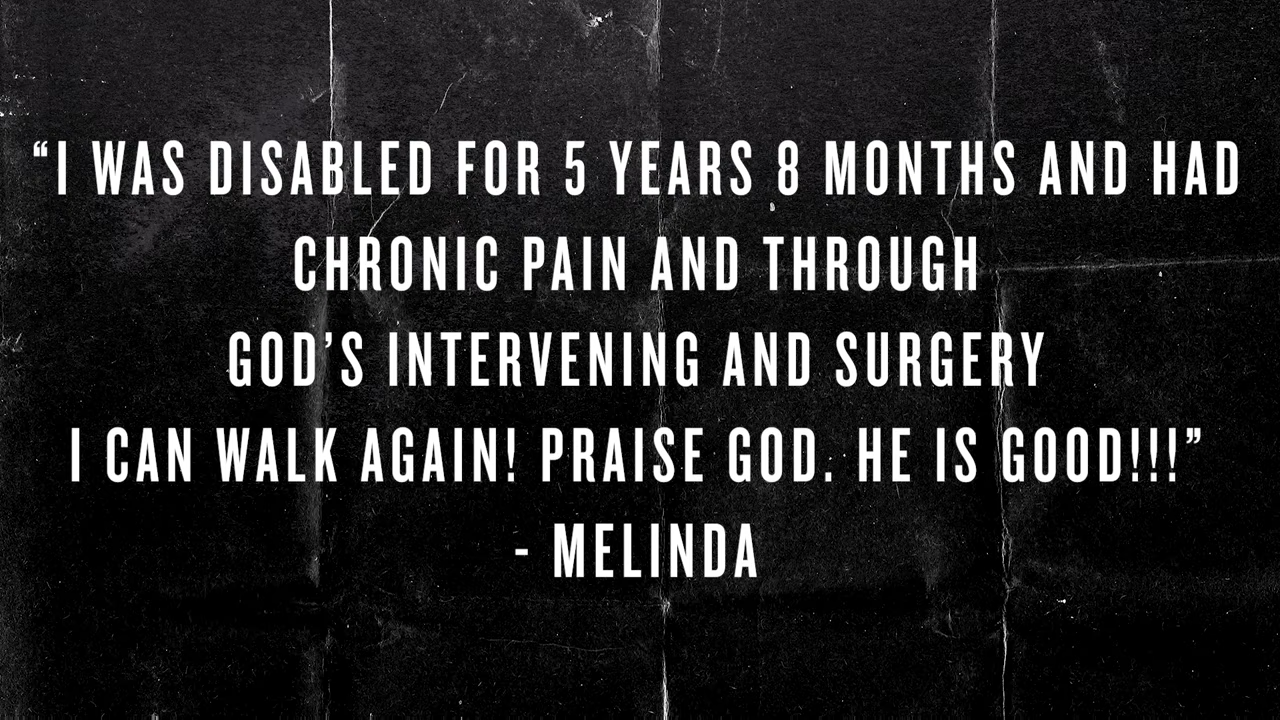 “I WAS DISABLED FOR 5 YEARS 8 MONTHS AND HAD
CHRONIC PAIN AND THROUGH
GOD’S INTERVENING AND SURGERY
I CAN WALK AGAIN! PRAISE GOD. HE IS GOOD!!!”
- MELINDA